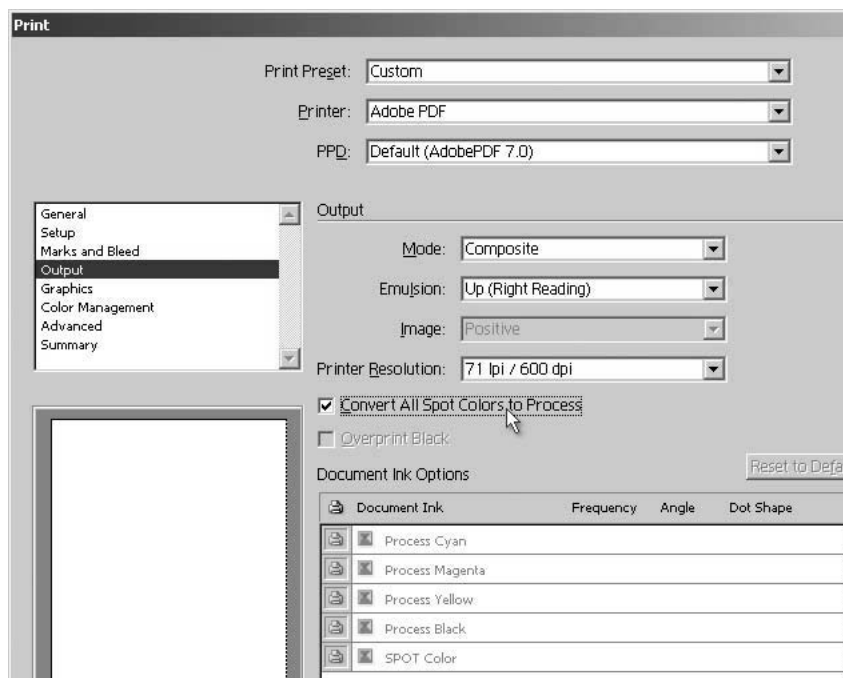 Print
Print Preset: Custom
Printer: Adobe PDF
PPD: Default (AdobePDF 7.0)
General
Setup
Marks and Bleed
Output
Graphics
Color Management
Advanced
Summary
Output
Mode: Composite
Emulsion: Up (Right Reading)
Image: Positive
Printer Resolution: 71 lpi / 600 dpi
Convert All Spot Colors to Process
Overprint Black
Reset to Defa
Document Ink Options
Document Ink Frequency Angle Dot Shape
Process Cyan
Process Magenta
Process Yellow
Process Black
SPOT Color